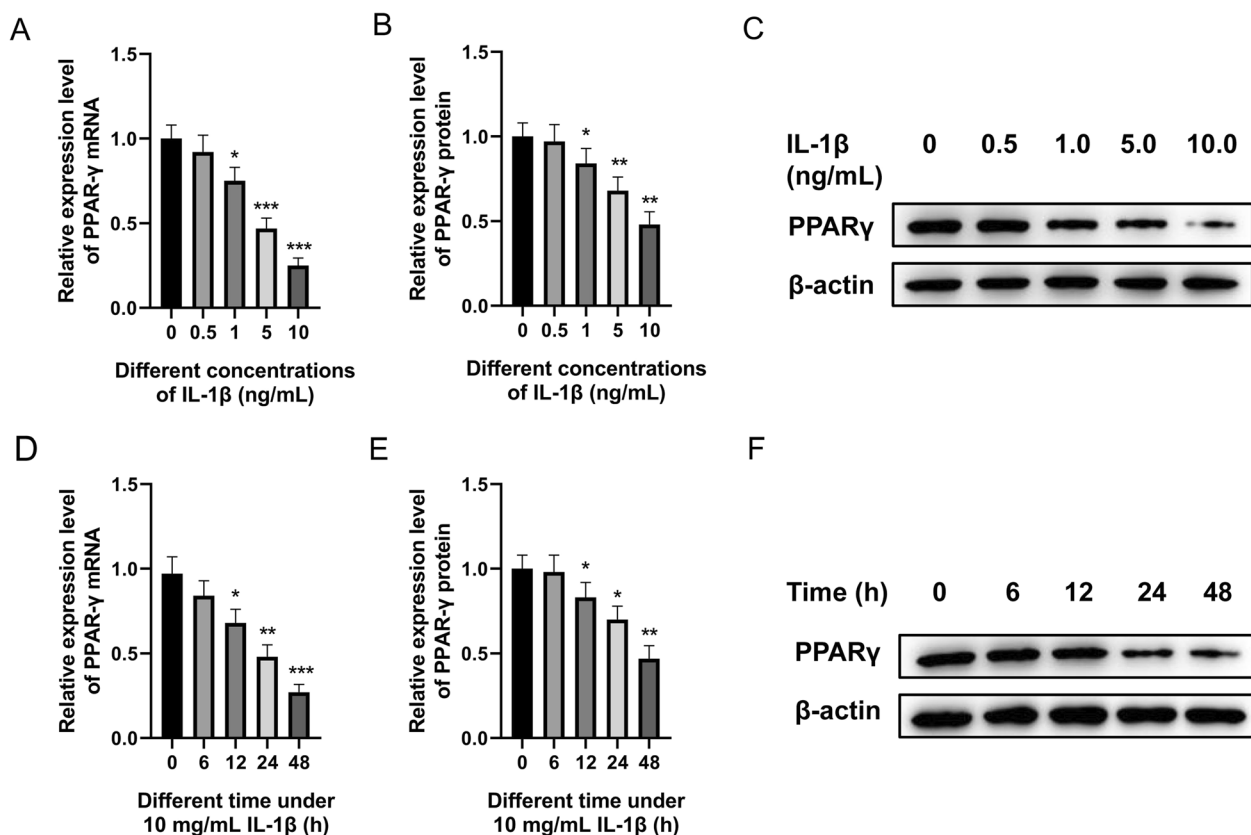 A
Relative expression level
of PPAR-γ mRNA
1.5
1.0
0.5
0.0
*
***
***
0 0.5 1 5 10
Different concentrations
of IL-1β (ng/mL)
B
Relative expression level
of PPAR-γ protein
1.5
1.0
0.5
0.0
*
**
**
0 0.5 1 5 10
Different concentrations
of IL-1β (ng/mL)
C
IL-1β 0 0.5 1.0 5.0 10.0
(ng/mL)
PPARγ
β-actin
D
Relative expression level
of PPAR-γ mRNA
1.5
1.0
0.5
0.0
*
**
***
0 6 12 24 48
Different time under
10 mg/mL IL-1β (h)
E
Relative expression level
of PPAR-γ protein
1.5
1.0
0.5
0.0
*
*
**
0 6 12 24 48
Different time under
10 mg/mL IL-1β (h)
F
Time (h) 0 6 12 24 48
PPARγ
β-actin